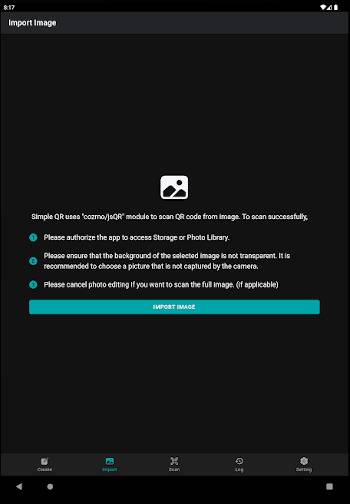 8:17
Import Image
Simple QR uses "cozmo/jsQR" module to scan QR code from image. To scan successfully,
1 Please authorize the app to access Storage or Photo Library.
2 Please ensure that the background of the selected image is not transparent. It is
recommended to choose a picture that is not captured by the camera.
3 Please cancel photo editing if you want to scan the full image. (if applicable)
IMPORT IMAGE
Create Import Scan Log Setting